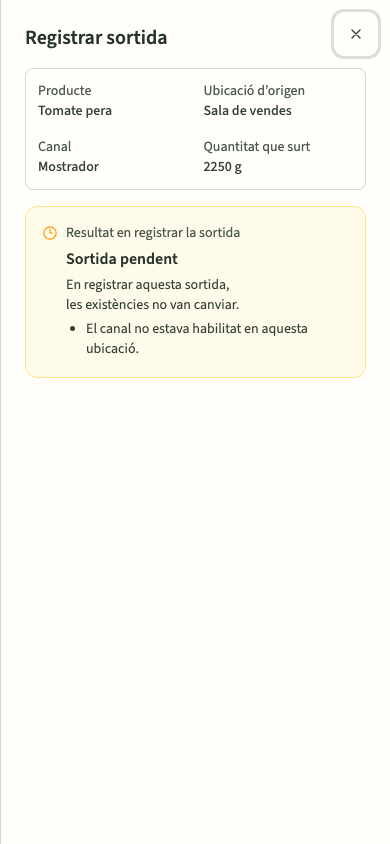 Registrar sortida
Producte
Tomate pera
Ubicació d’origen
Sala de vendes
Canal
Mostrador
Quantitat que surt
2250 g
Resultat en registrar la sortida
Sortida pendent
En registrar aquesta sortida,
les existències no van canviar.
• El canal no estava habilitat en aquesta
ubicació.